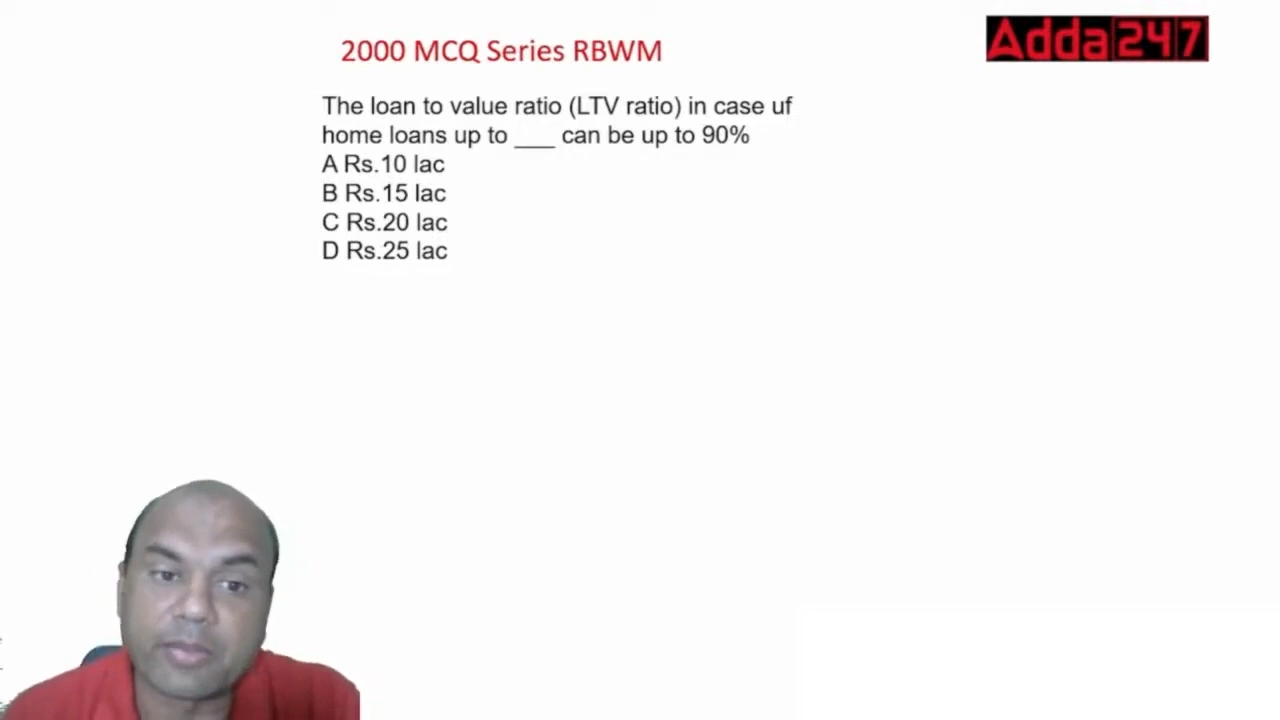 2000 MCQ Series RBWM
Adda247
The loan to value ratio (LTV ratio) in case uf
home loans up to ___ can be up to 90%
A Rs.10 lac
B Rs.15 lac
C Rs.20 lac
D Rs.25 lac